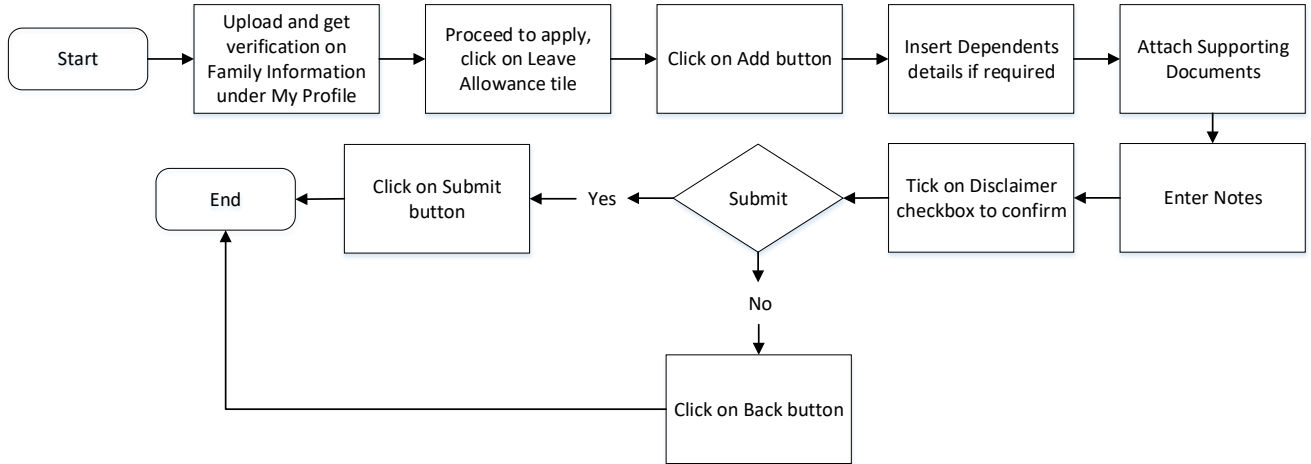 Start
Upload and get
verification on
Family Information
under My Profile
Proceed to apply,
click on Leave
Allowance tile
Click on Add button
Insert Dependents
details if required
Attach Supporting
Documents
Enter Notes
Tick on Disclaimer
checkbox to confirm
Submit
Yes
Click on Submit
button
End
No
Click on Back button